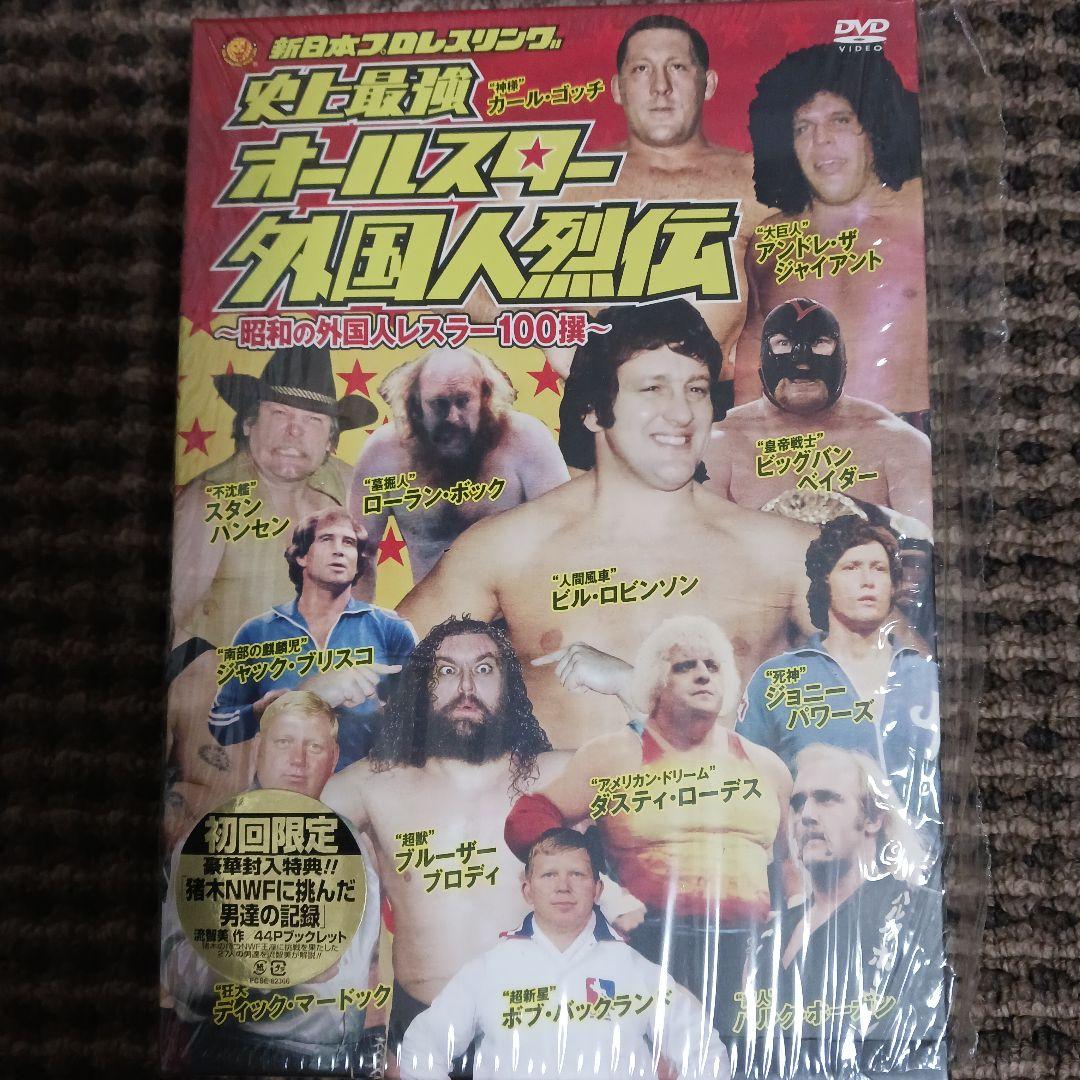 新日本プロレスリング!!
DVD
VIDEO
史上最強
オールスター
外国人烈伝
～昭和の外国人レスラー100撰～
"神様"
カール・ゴッチ
"大巨人"
アンドレ・ザ
ジャイアント
"皇帝戦士"
ビッグバン
ベイダー
"不沈艦"
スタン
ハンセン
"墓掘人"
ローラン・ボック
"人間風車"
ビル・ロビンソン
"南部の麒麟児"
ジャック・ブリスコ
"死神"
ジョニー
パワーズ
"アメリカン・ドリーム"
ダスティ・ローデス
"超獣"
ブルーザー
ブロディ
初回限定
豪華封入特典!!
「猪木NWFに挑んだ
男達の記録」
流智美 作 44Pブックレット
"狂犬"
ディック・マードック
"超新星"
ボブ・バックランド
ハルク・ホーガン